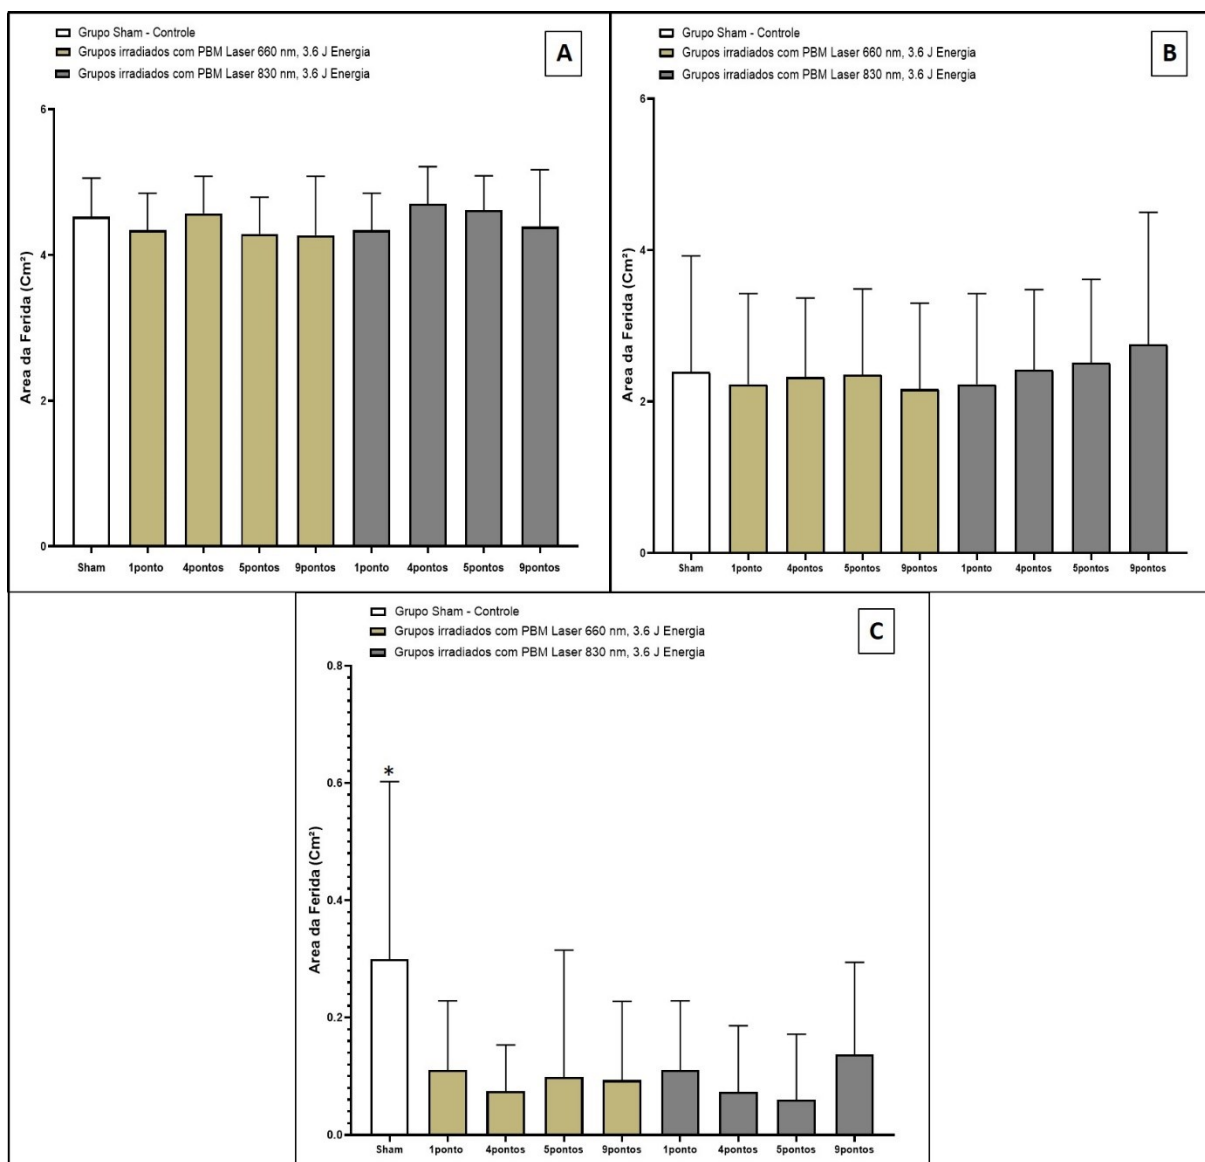 Grupo Sham - Controle
Grupos irradiados com PBM Laser 660 nm, 3.6 J Energia
Grupos irradiados com PBM Laser 830 nm, 3.6 J Energia
A
Area da Ferida (Cm²)
6
4
2
0
Sham 1ponto 4pontos 5pontos 9pontos 1ponto 4pontos 5pontos 9pontos
Grupo Sham - Controle
Grupos irradiados com PBM Laser 660 nm, 3.6 J Energia
Grupos irradiados com PBM Laser 830 nm, 3.6 J Energia
B
Area da Ferida (Cm²)
6
4
2
0
Sham 1ponto 4pontos 5pontos 9pontos 1ponto 4pontos 5pontos 9pontos
Grupo Sham - Controle
Grupos irradiados com PBM Laser 660 nm, 3.6 J Energia
Grupos irradiados com PBM Laser 830 nm, 3.6 J Energia
C
Area da Ferida (Cm²)
0.8
0.6
0.4
0.2
0.0
*
Sham 1ponto 4pontos 5pontos 9pontos 1ponto 4pontos 5pontos 9pontos